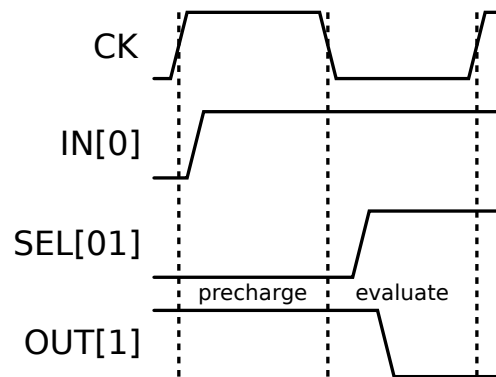 CK
IN[0]
SEL[01]
precharge evaluate
OUT[1]